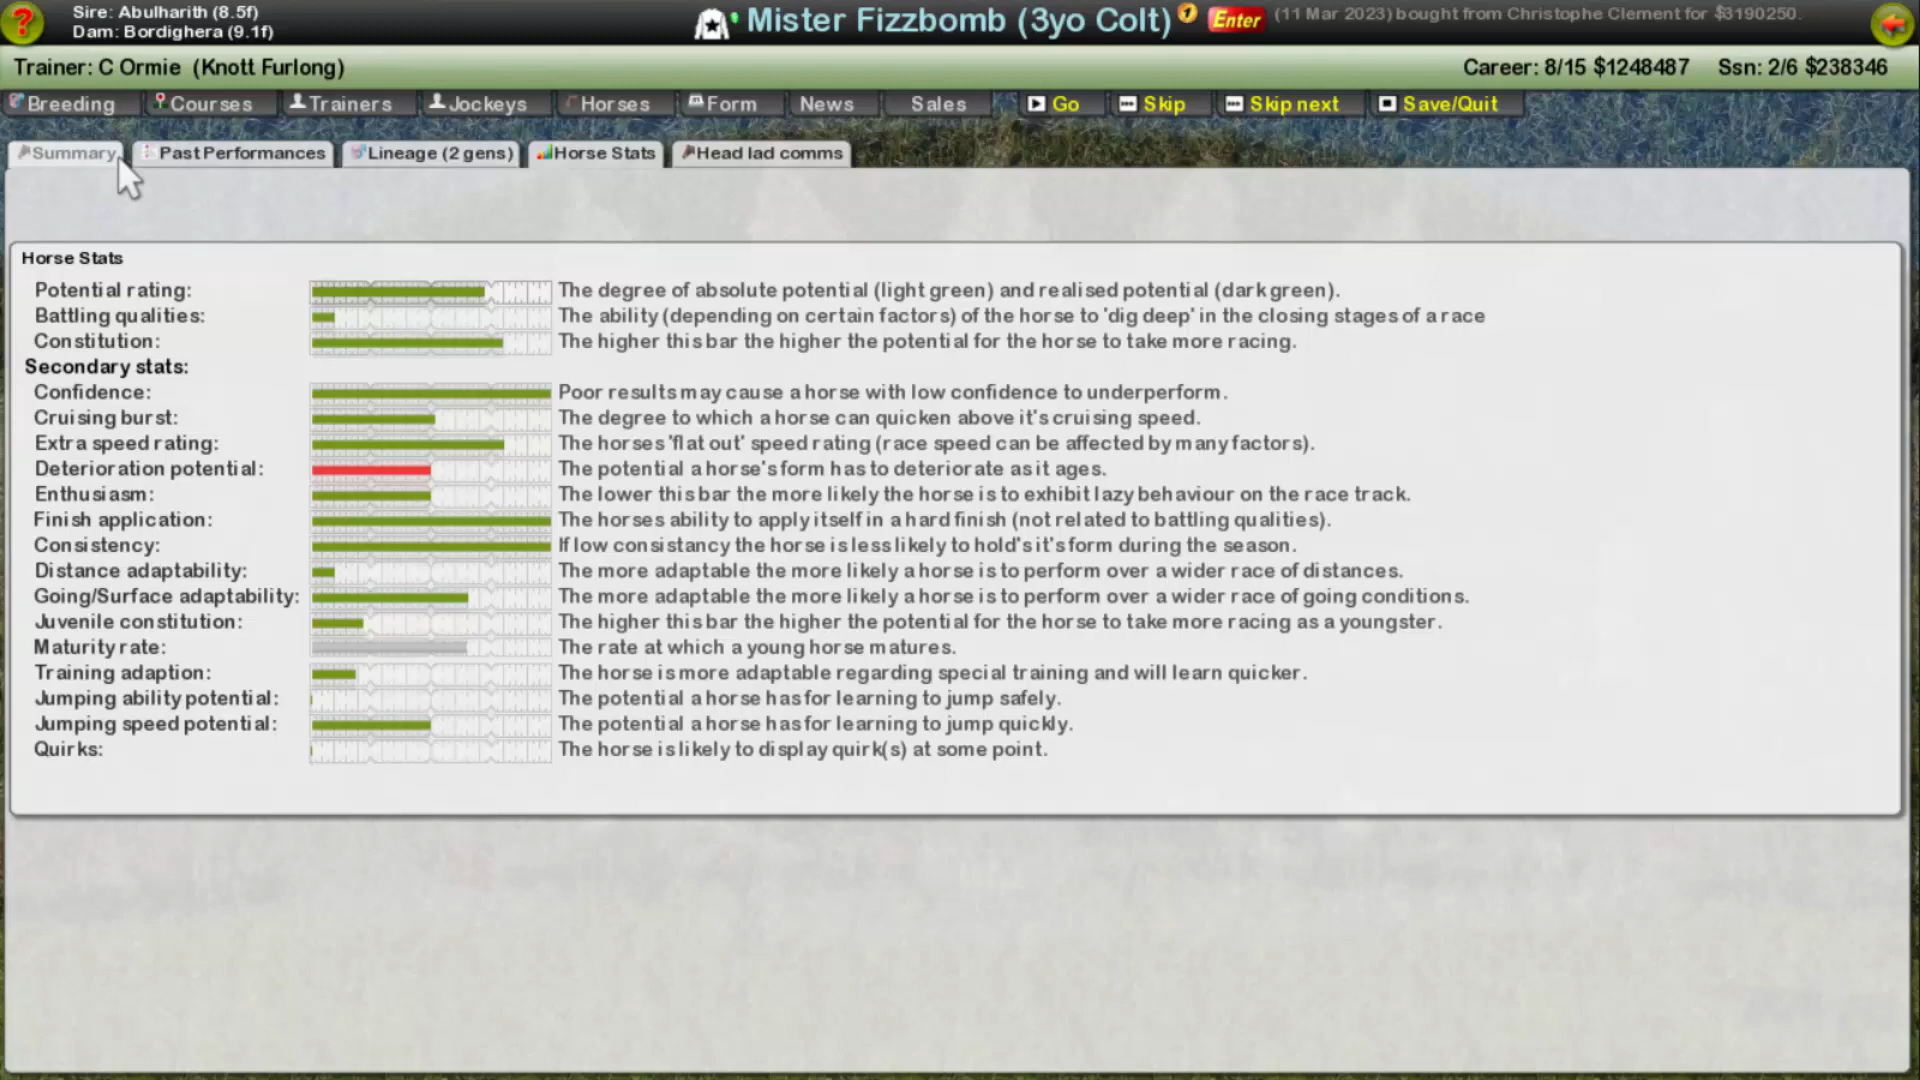 Sire: Abulharith (8.5f)
Dam: Bordighera (9.1f)
Mister Fizzbomb (3yo Colt) 1 Enter (11 Mar 2023) bought from Christophe Clement for $3190250.
Trainer: C Ormie (Knott Furlong) Career: 8/15 $1248487 Ssn: 2/6 $238346
Breeding Courses Trainers Jockeys Horses Form News Sales Go Skip Skip next Save/Quit
Summary Past Performances Lineage (2 gens) Horse Stats Head lad comms
Horse Stats
Potential rating: The degree of absolute potential (light green) and realised potential (dark green).
Battling qualities: The ability (depending on certain factors) of the horse to 'dig deep' in the closing stages of a race
Constitution: The higher this bar the higher the potential for the horse to take more racing.
Secondary stats:
Confidence: Poor results may cause a horse with low confidence to underperform.
Cruising burst: The degree to which a horse can quicken above it's cruising speed.
Extra speed rating: The horses 'flat out' speed rating (race speed can be affected by many factors).
Deterioration potential: The potential a horse's form has to deteriorate as it ages.
Enthusiasm: The lower this bar the more likely the horse is to exhibit lazy behaviour on the race track.
Finish application: The horses ability to apply itself in a hard finish (not related to battling qualities).
Consistency: If low consistancy the horse is less likely to hold's it's form during the season.
Distance adaptability: The more adaptable the more likely a horse is to perform over a wider race of distances.
Going/Surface adaptability: The more adaptable the more likely a horse is to perform over a wider race of going conditions.
Juvenile constitution: The higher this bar the higher the potential for the horse to take more racing as a youngster.
Maturity rate: The rate at which a young horse matures.
Training adaption: The horse is more adaptable regarding special training and will learn quicker.
Jumping ability potential: The potential a horse has for learning to jump safely.
Jumping speed potential: The potential a horse has for learning to jump quickly.
Quirks: The horse is likely to display quirk(s) at some point.